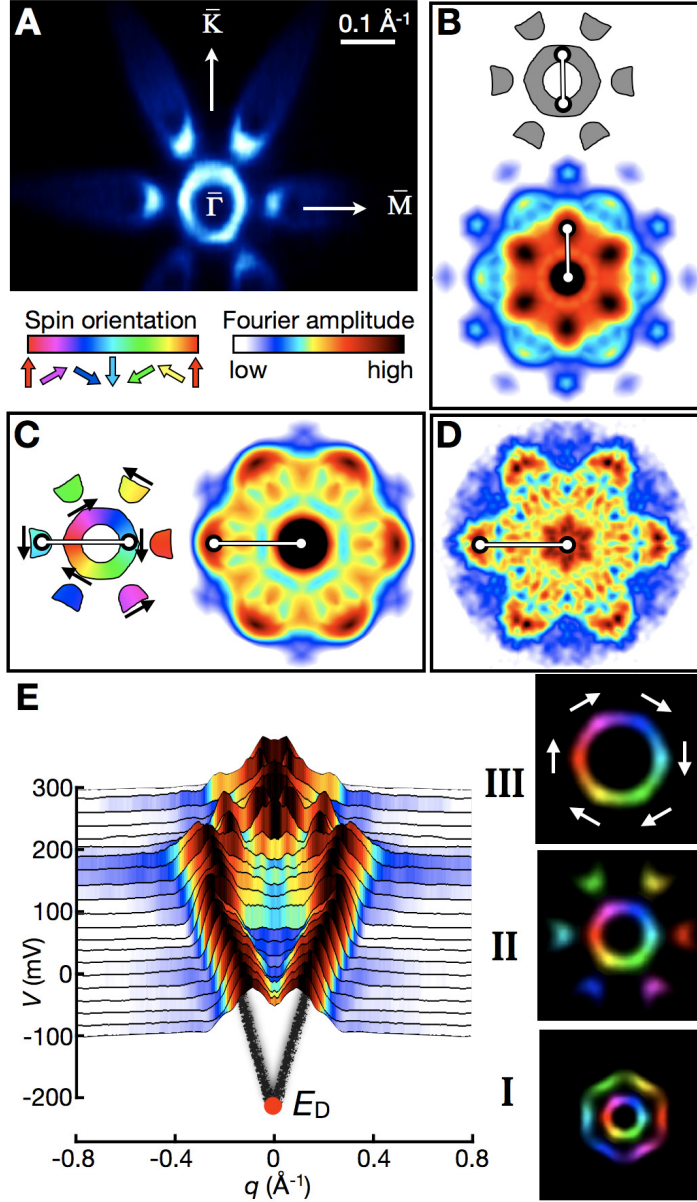 A
K̄
0.1 Å-1
Γ̄
M̄
B
Spin orientation
Fourier amplitude
low
high
C
D
E
III
II
I
300
200
100
0
-100
-200
V (mV)
ED
-0.8
-0.4
0
0.4
0.8
q (Å-1)